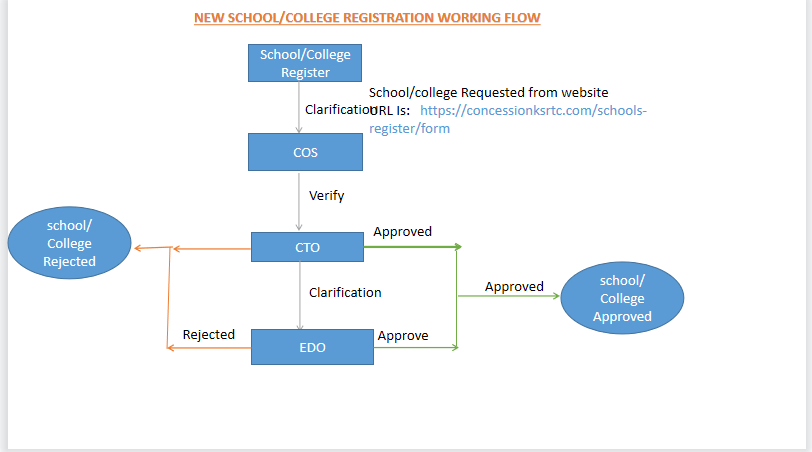 NEW SCHOOL/COLLEGE REGISTRATION WORKING FLOW
School/College
Register
School/college Requested from website
Clarification
URL Is: https://concessionksrtc.com/schools-
register/form
COS
Verify
school/
College
Rejected
CTO
Approved
Clarification
Approved
school/
College
Approved
Rejected
EDO
Approve